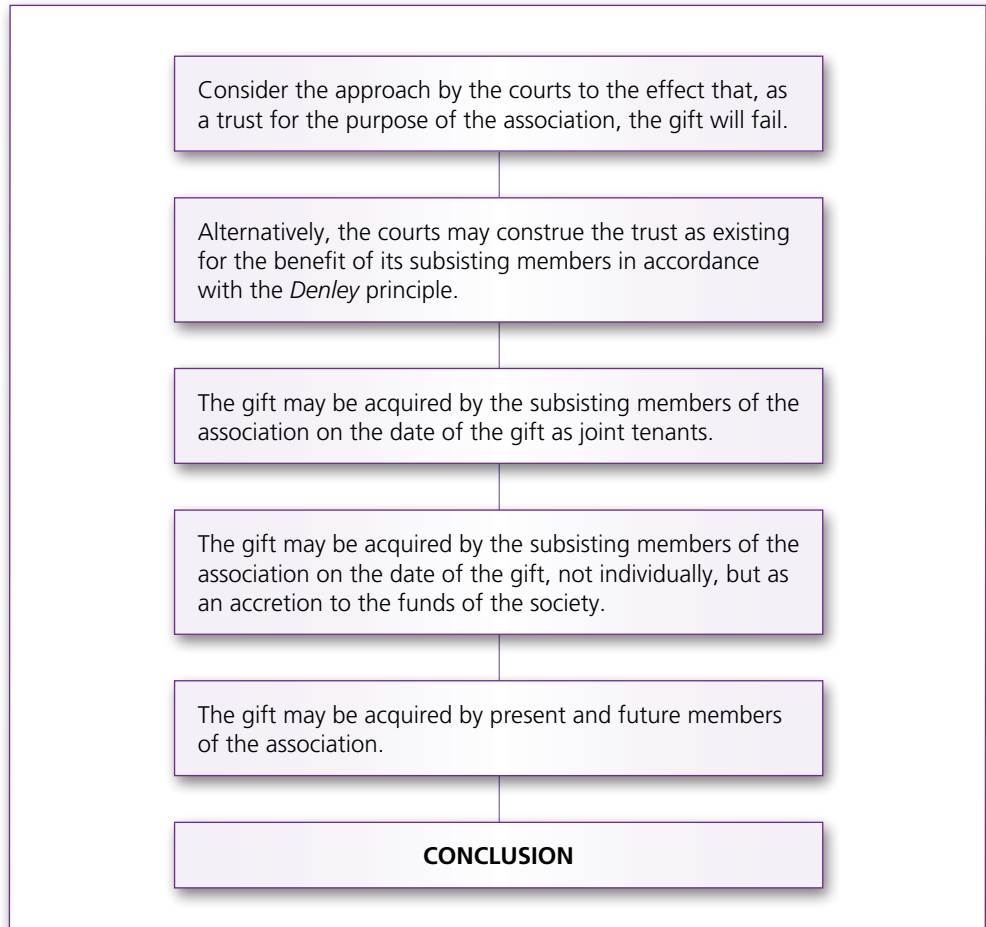 Consider the approach by the courts to the effect that, as
a trust for the purpose of the association, the gift will fail.
Alternatively, the courts may construe the trust as existing
for the benefit of its subsisting members in accordance
with the Denley principle.
The gift may be acquired by the subsisting members of the
association on the date of the gift as joint tenants.
The gift may be acquired by the subsisting members of the
association on the date of the gift, not individually, but as
an accretion to the funds of the society.
The gift may be acquired by present and future members
of the association.
CONCLUSION